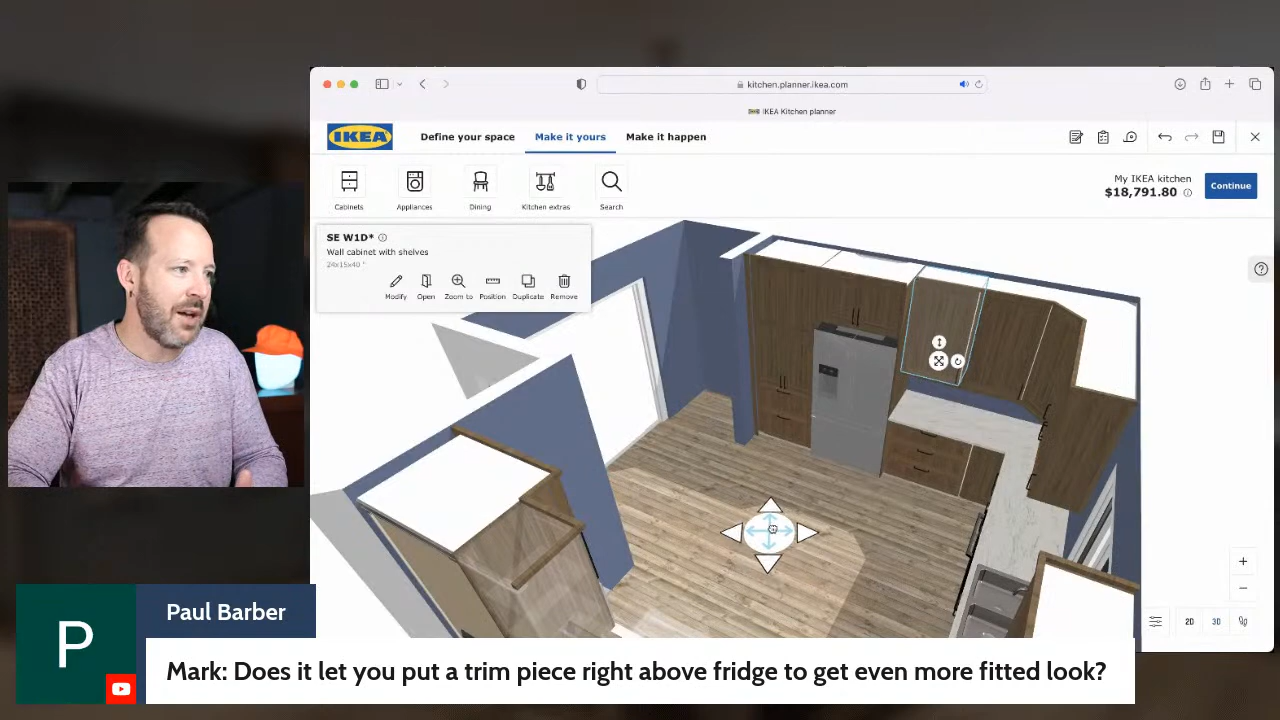 kitchen.planner.ikea.com
IKEA Kitchen planner
IKEA
Define your space
Make it yours
Make it happen
Cabinets
Appliances
Dining
Kitchen extras
Search
My IKEA kitchen
$18,791.80
Continue
SE W1D*
Wall cabinet with shelves
24x15x40 "
Modify
Open
Zoom to
Position
Duplicate
Remove
2D
3D
P
Paul Barber
Mark: Does it let you put a trim piece right above fridge to get even more fitted look?